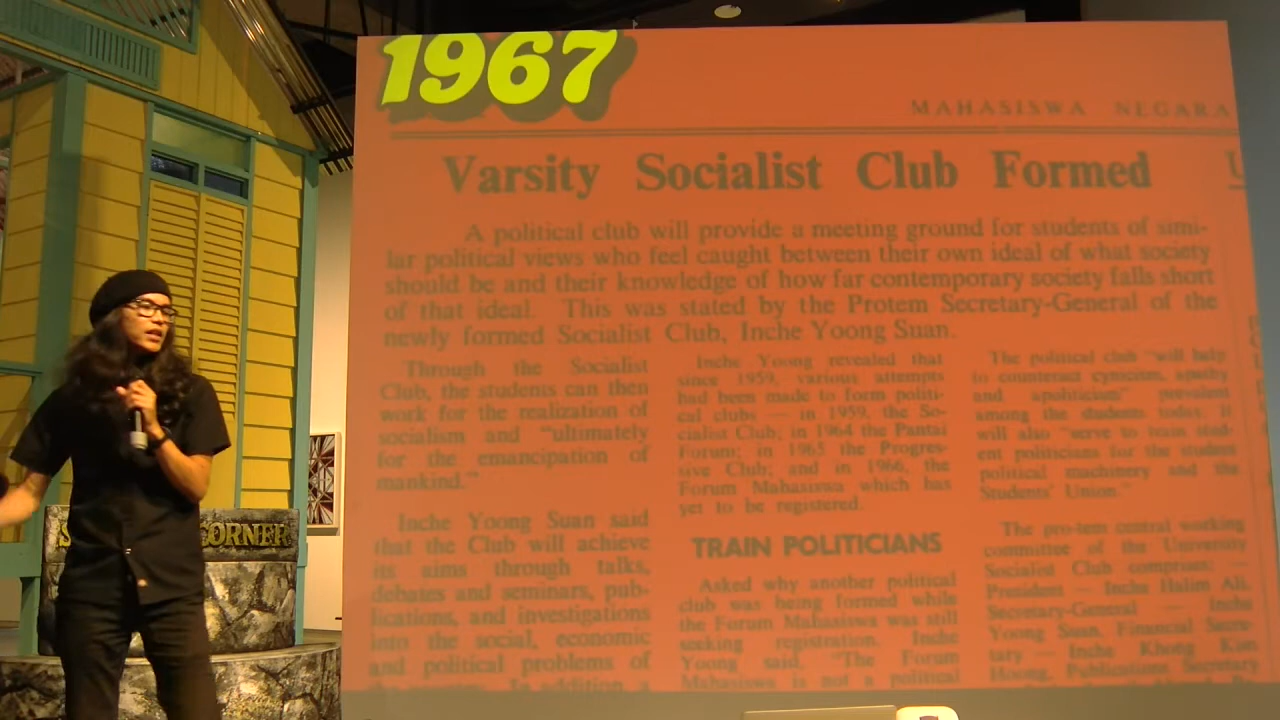 1967
MAHASISWA NEGARA
Varsity Socialist Club Formed
A political club will provide a meeting ground for students of simi-
lar political views who feel caught between their own ideal of what society
should be and their knowledge of how far contemporary society falls short
of that ideal. This was stated by the Protem Secretary-General of the
newly formed Socialist Club, Inche Yoong Suan.
Through the Socialist
Club, the students can then
work for the realization of
socialism and "ultimately
for the emancipation of
mankind."
Inche Yoong Suan said
that the Club will achieve
its aims through talks,
debates and seminars, pub-
lications, and investigations
into the social, economic
and political problems of
In addition a
Inche Yoong revealed that
since 1959, various attempts
had been made to form politi-
cal clubs — in 1959, the So-
cialist Club; in 1964 the Pantai
Forum; in 1965 the Progres-
sive Club; and in 1966, the
Forum Mahasiswa which has
yet to be registered.
TRAIN POLITICIANS
Asked why another political
club was being formed while
the Forum Mahasiswa was still
seeking registration, Inche
Yoong said, "The Forum
Mahasiswa is not a political
The political club "will help
to counteract cynicism, apathy
and apoliticism" prevalent
among the students today. It
will also "serve to train stud-
ent politicians for the student
political machinery and the
Students' Union."
The pro-tem central working
committee of the University
Socialist Club comprises: —
President — Inche Halim Ali,
Secretary-General — Inche
Yoong Suan, Financial Secre-
tary — Inche Khong Kim
Hoong, Publications Secretary
CORNER